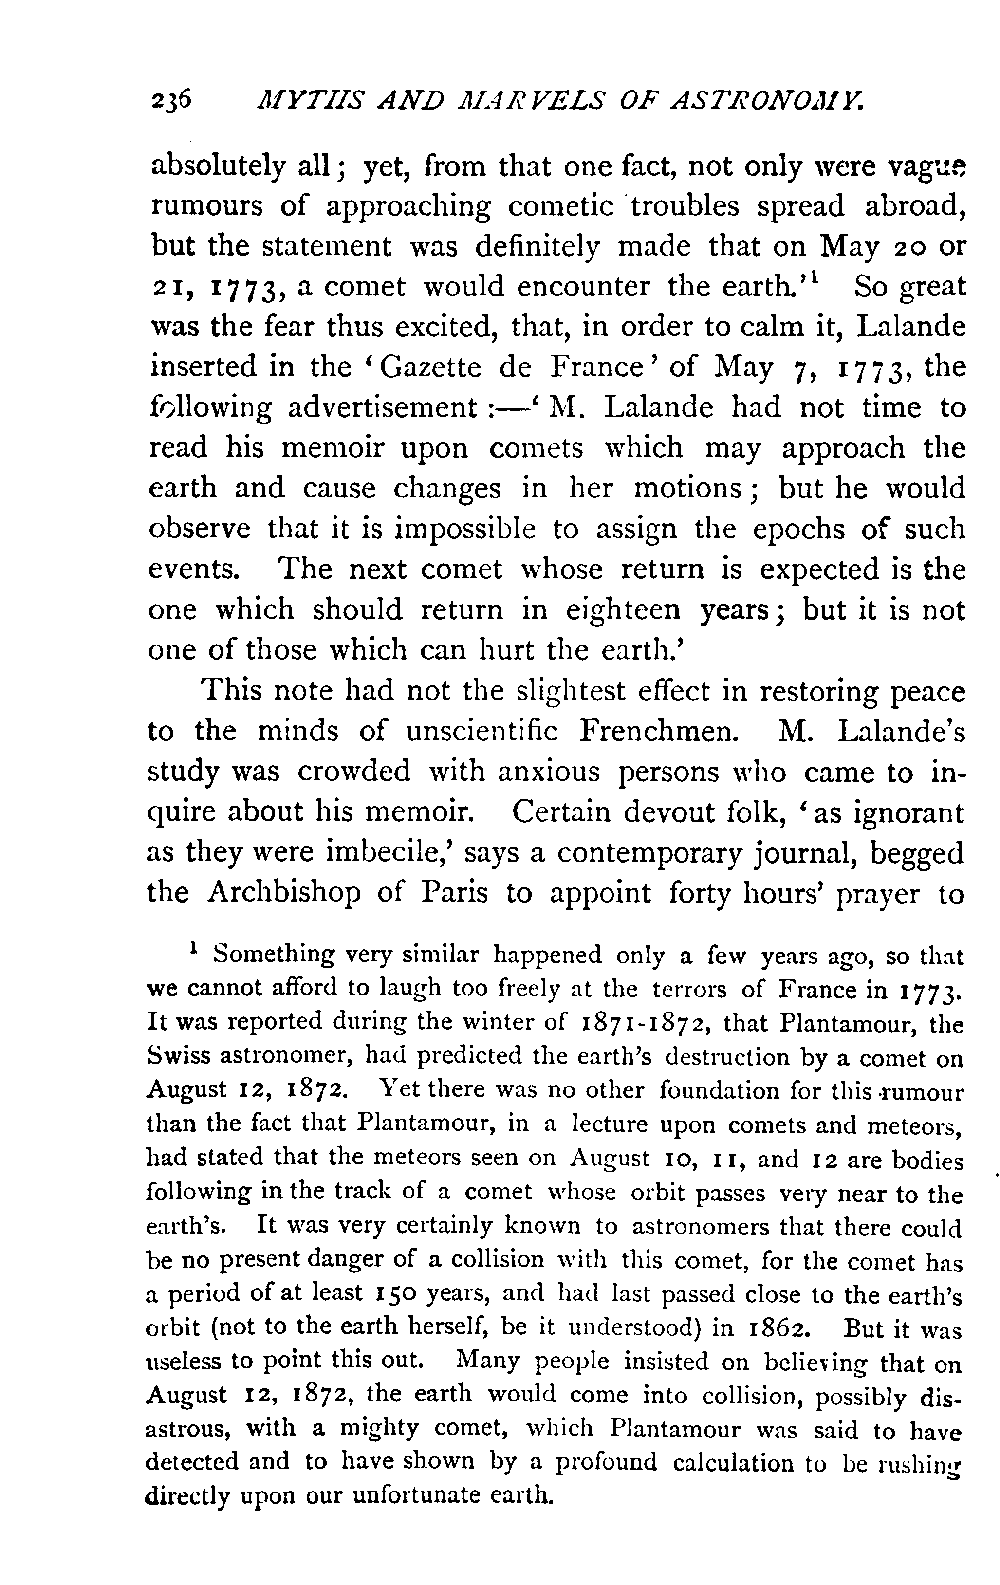 236 MYTHS AND MARVELS OF ASTRONOMY.
absolutely all; yet, from that one fact, not only were vague
rumours of approaching cometic troubles spread abroad,
but the statement was definitely made that on May 20 or
21, 1773, a comet would encounter the earth.’¹ So great
was the fear thus excited, that, in order to calm it, Lalande
inserted in the ‘Gazette de France’ of May 7, 1773, the
following advertisement :—‘M. Lalande had not time to
read his memoir upon comets which may approach the
earth and cause changes in her motions; but he would
observe that it is impossible to assign the epochs of such
events. The next comet whose return is expected is the
one which should return in eighteen years; but it is not
one of those which can hurt the earth.’
This note had not the slightest effect in restoring peace
to the minds of unscientific Frenchmen. M. Lalande’s
study was crowded with anxious persons who came to in-
quire about his memoir. Certain devout folk, ‘as ignorant
as they were imbecile,’ says a contemporary journal, begged
the Archbishop of Paris to appoint forty hours’ prayer to
¹ Something very similar happened only a few years ago, so that
we cannot afford to laugh too freely at the terrors of France in 1773.
It was reported during the winter of 1871-1872, that Plantamour, the
Swiss astronomer, had predicted the earth’s destruction by a comet on
August 12, 1872. Yet there was no other foundation for this rumour
than the fact that Plantamour, in a lecture upon comets and meteors,
had stated that the meteors seen on August 10, 11, and 12 are bodies
following in the track of a comet whose orbit passes very near to the
earth’s. It was very certainly known to astronomers that there could
be no present danger of a collision with this comet, for the comet has
a period of at least 150 years, and had last passed close to the earth’s
orbit (not to the earth herself, be it understood) in 1862. But it was
useless to point this out. Many people insisted on believing that on
August 12, 1872, the earth would come into collision, possibly dis-
astrous, with a mighty comet, which Plantamour was said to have
detected and to have shown by a profound calculation to be rushing
directly upon our unfortunate earth.